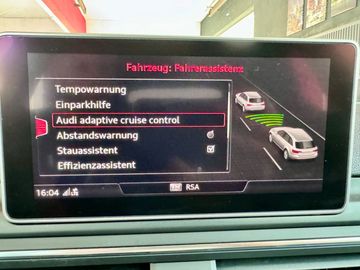 Fahrzeug: Fahrerassistenz
Tempowarnung
Einparkhilfe
Audi adaptive cruise control
Abstandswarnung
Stauassistent
Effizienzassistent
16:04
RSA